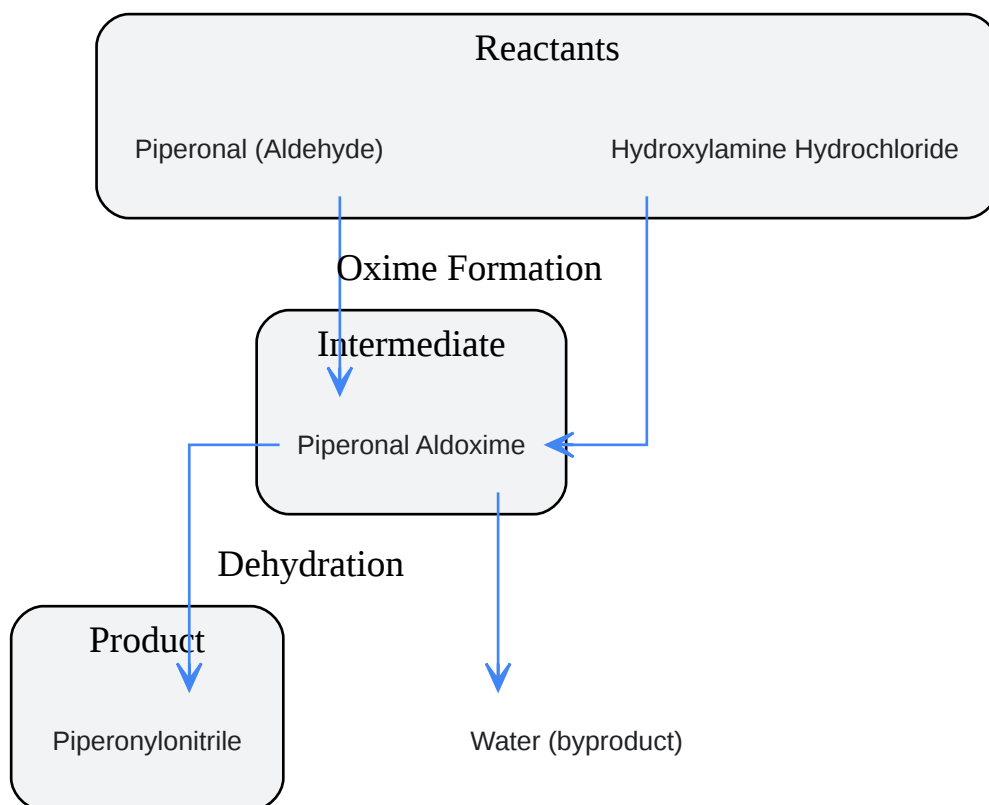 Reactants
Piperonal (Aldehyde)
Hydroxylamine Hydrochloride
Oxime Formation
Intermediate
Piperonal Aldoxime
Dehydration
Product
Piperonylonitrile
Water (byproduct)